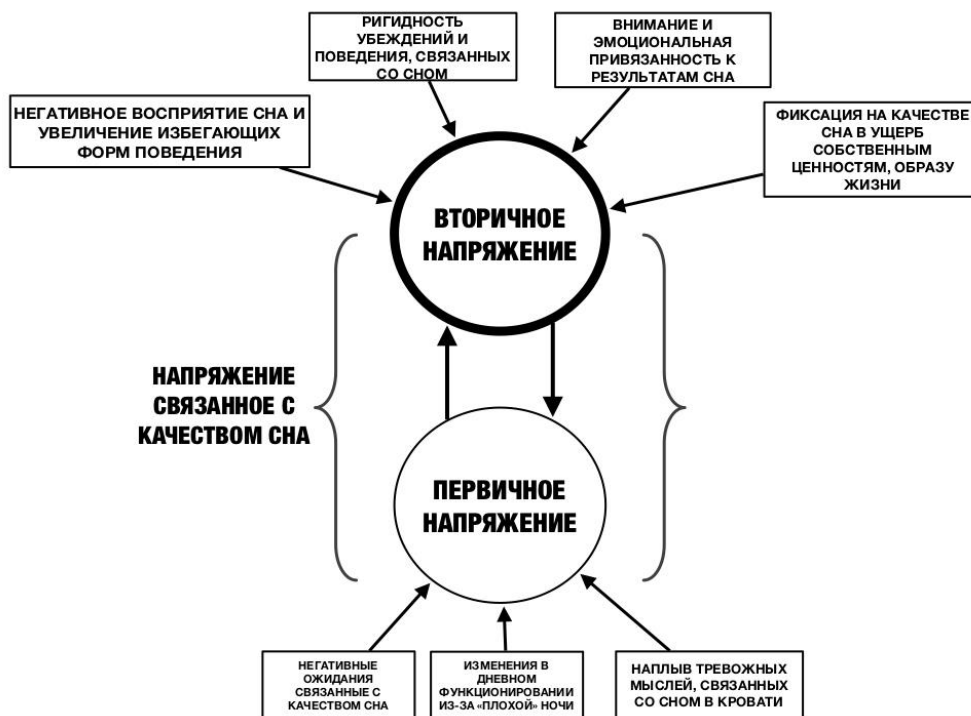 РИГИДНОСТЬ
УБЕЖДЕНИЙ И
ПОВЕДЕНИЯ, СВЯЗАННЫХ
СО СНОМ
ВНИМАНИЕ И
ЭМОЦИОНАЛЬНАЯ
ПРИВЯЗАННОСТЬ К
РЕЗУЛЬТАТАМ СНА
НЕГАТИВНОЕ ВОСПРИЯТИЕ СНА И
УВЕЛИЧЕНИЕ ИЗБЕГАЮЩИХ
ФОРМ ПОВЕДЕНИЯ
ФИКСАЦИЯ НА КАЧЕСТВЕ
СНА В УЩЕРБ
СОБСТВЕННЫМ
ЦЕННОСТЯМ, ОБРАЗУ
ЖИЗНИ
ВТОРИЧНОЕ
НАПРЯЖЕНИЕ
НАПРЯЖЕНИЕ
СВЯЗАННОЕ С
КАЧЕСТВОМ СНА
ПЕРВИЧНОЕ
НАПРЯЖЕНИЕ
НЕГАТИВНЫЕ
ОЖИДАНИЯ
СВЯЗАННЫЕ С
КАЧЕСТВОМ СНА
ИЗМЕНЕНИЯ В
ДНЕВНОМ
ФУНКЦИОНИРОВАНИИ
ИЗ-ЗА «ПЛОХОЙ» НОЧИ
НАПЛЫВ ТРЕВОЖНЫХ
МЫСЛЕЙ, СВЯЗАННЫХ
СО СНОМ В КРОВАТИ